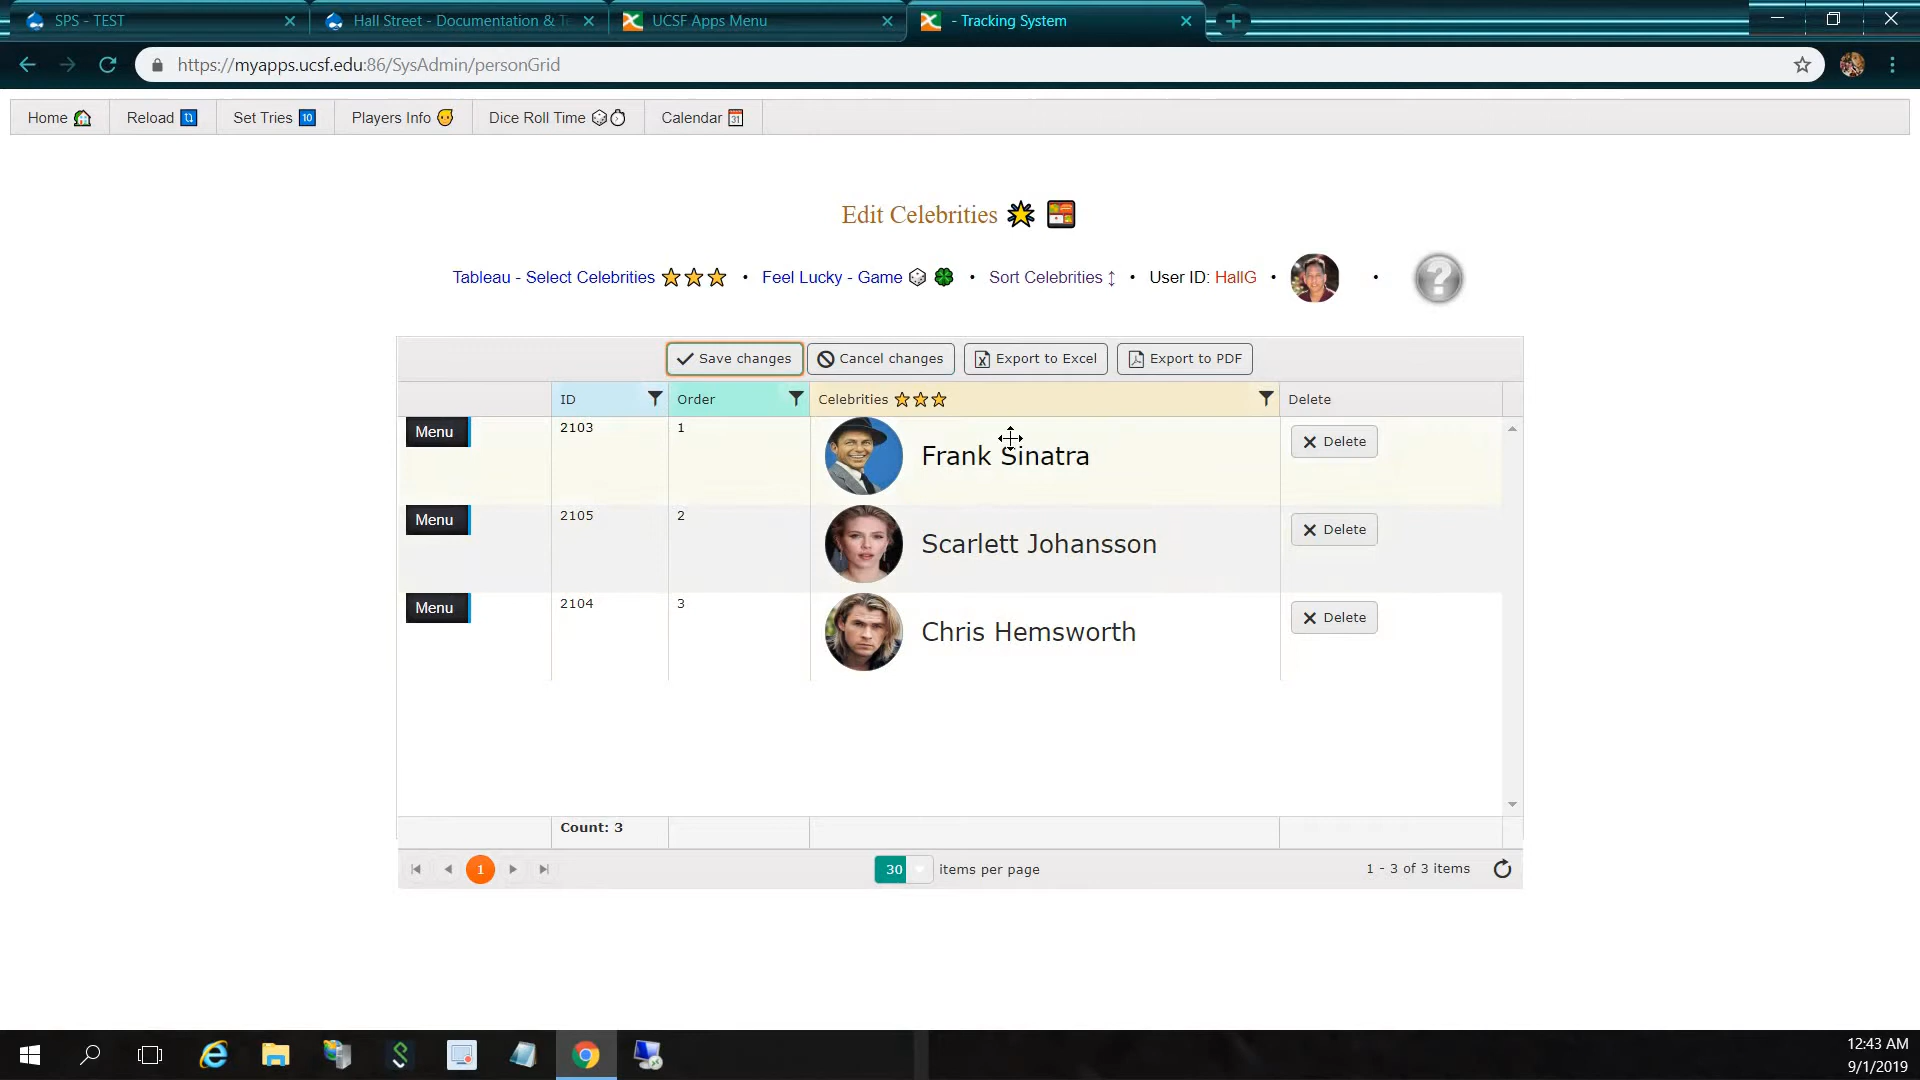 SPS - TEST
Hall Street - Documentation & Te
UCSF Apps Menu
- Tracking System
https://myapps.ucsf.edu:86/SysAdmin/personGrid
Home
Reload
Set Tries 10
Players Info
Dice Roll Time
Calendar 31
Edit Celebrities
Tableau - Select Celebrities • Feel Lucky - Game • Sort Celebrities ↕ • User ID: HallG • • ?
Save changes
Cancel changes
Export to Excel
Export to PDF
ID
Order
Celebrities
Delete
Menu
2103
1
Frank Sinatra
Delete
Menu
2105
2
Scarlett Johansson
Delete
Menu
2104
3
Chris Hemsworth
Delete
Count: 3
1
30
items per page
1 - 3 of 3 items
12:43 AM
9/1/2019